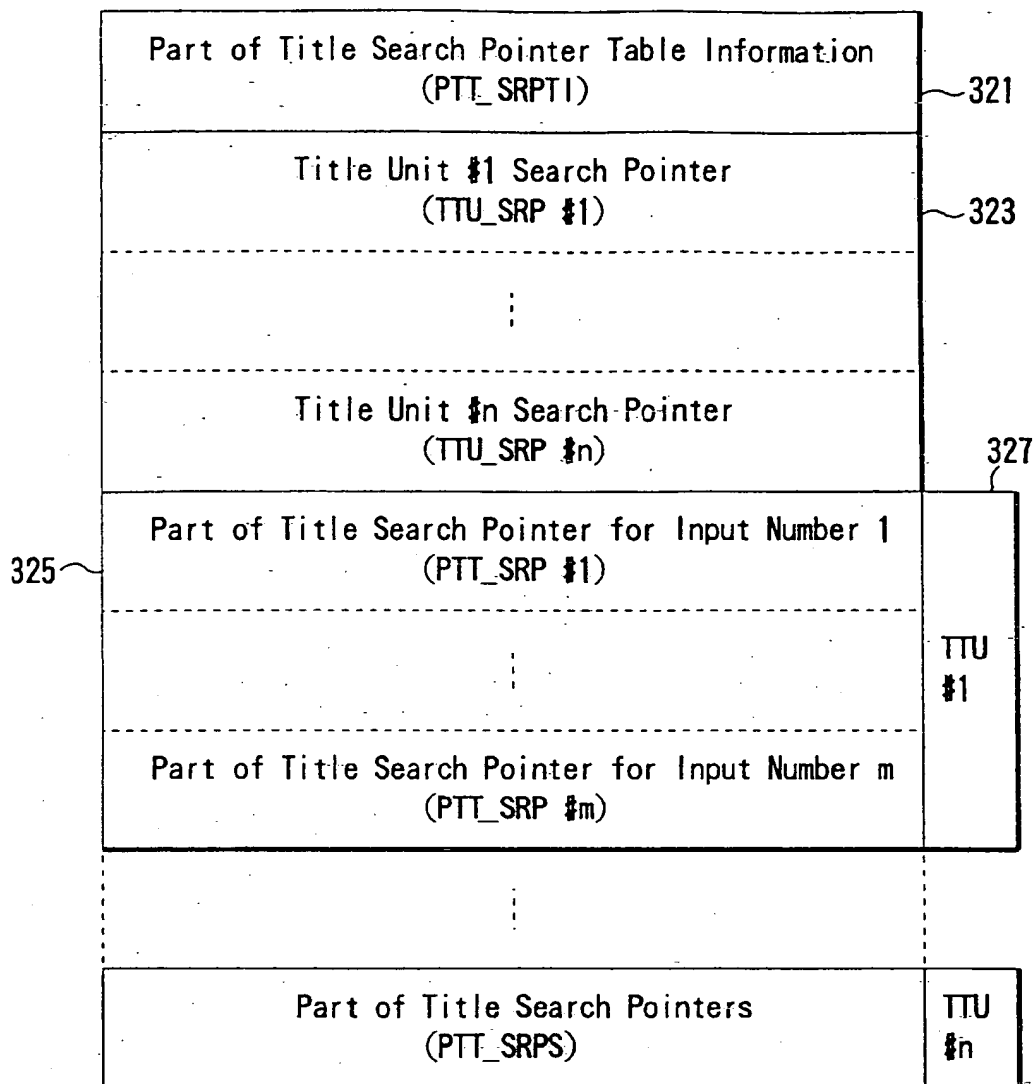 Part of Title Search Pointer Table Information
(PTT_SRPTI)
321
Title Unit #1 Search Pointer
(TTU_SRP #1)
323
Title Unit #n Search Pointer
(TTU_SRP #n)
327
Part of Title Search Pointer for Input Number 1
(PTT_SRP #1)
325
TTU
#1
Part of Title Search Pointer for Input Number m
(PTT_SRP #m)
Part of Title Search Pointers
(PTT_SRPS)
TTU
#n